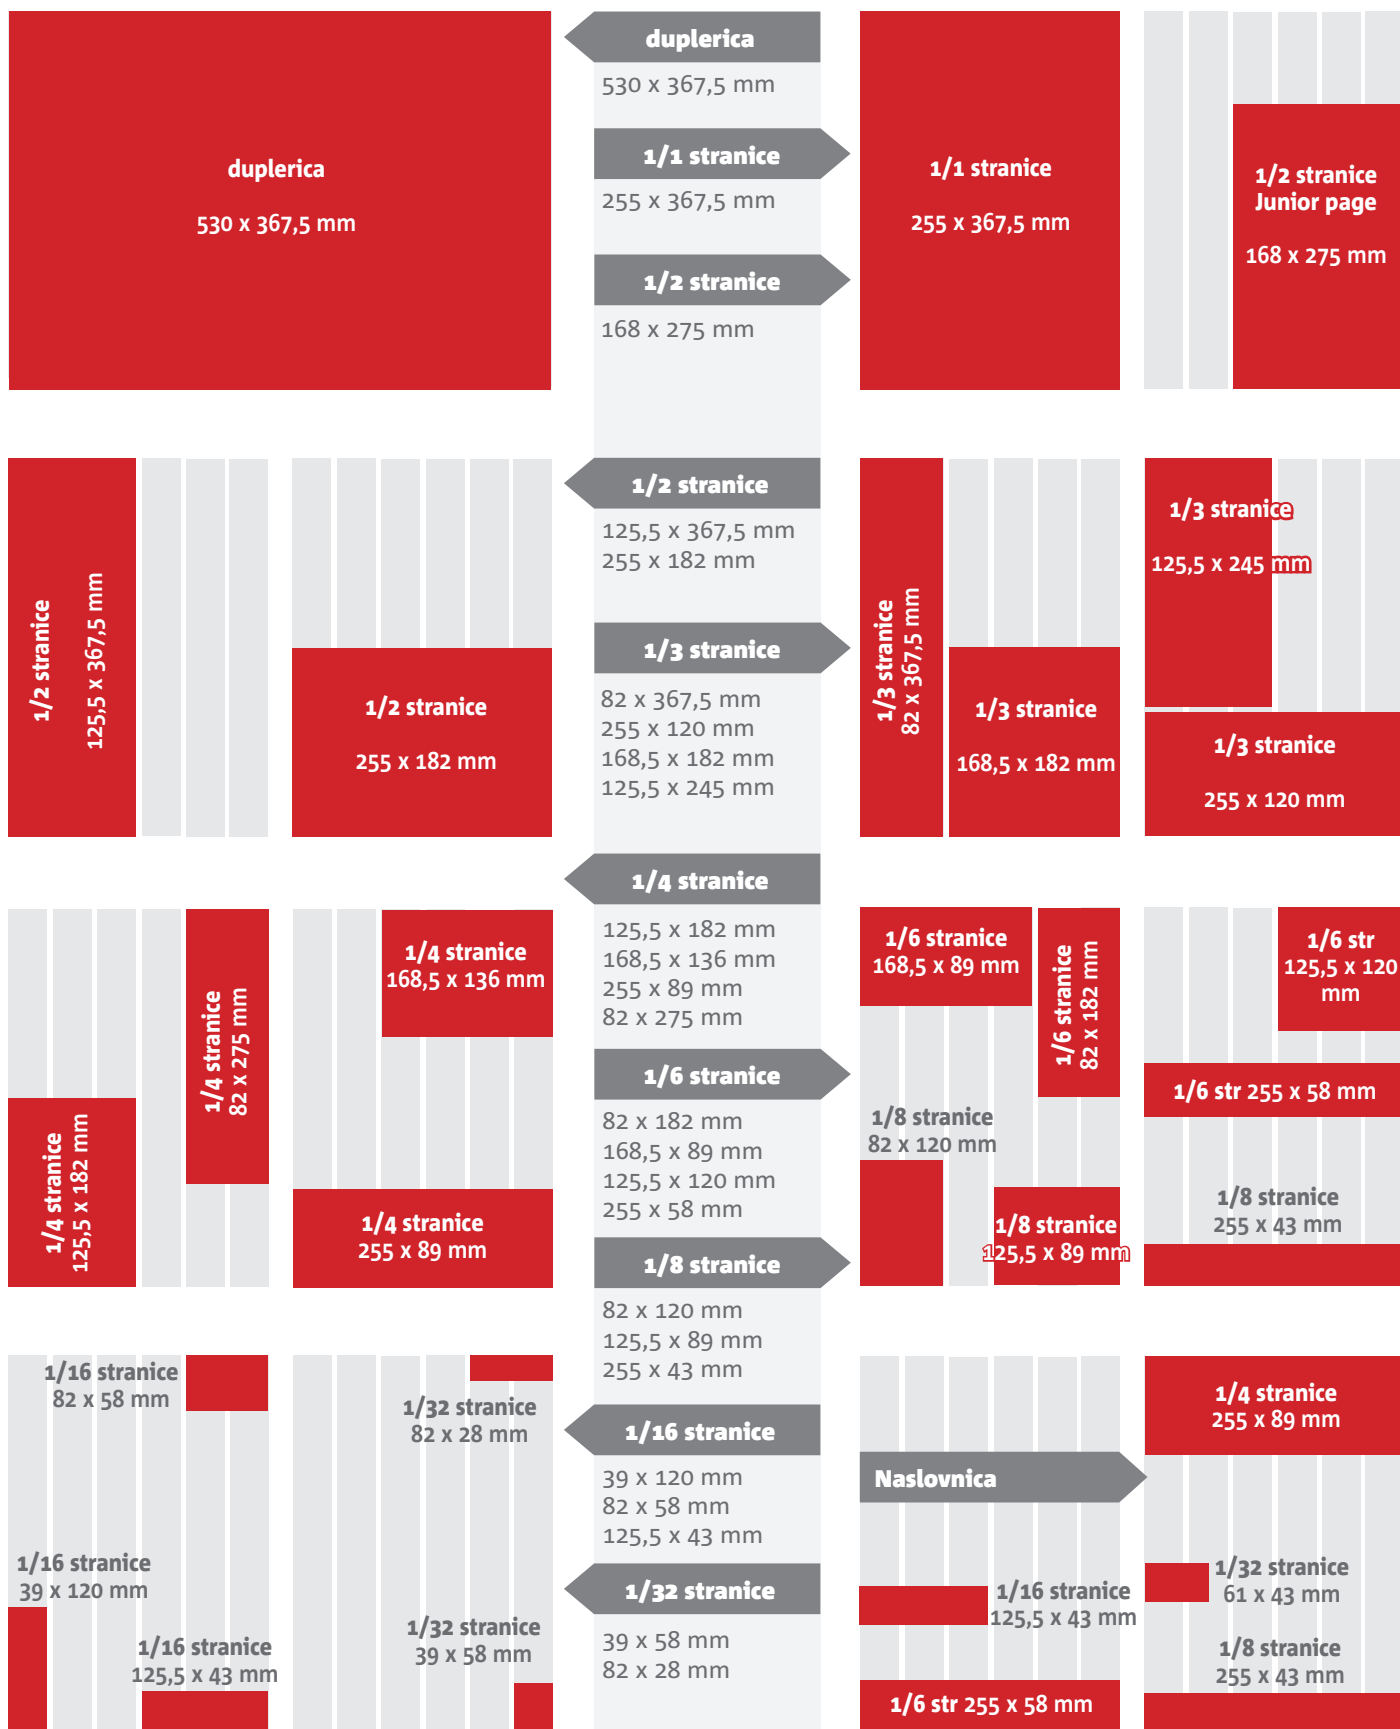 duplerica
530 x 367,5 mm
duplerica
530 x 367,5 mm
1/1 stranice
255 x 367,5 mm
1/2 stranice
168 x 275 mm
1/1 stranice
255 x 367,5 mm
1/2 stranice
Junior page
168 x 275 mm
1/2 stranice
125,5 x 367,5 mm
1/2 stranice
255 x 182 mm
1/2 stranice
125,5 x 367,5 mm
255 x 182 mm
1/3 stranice
82 x 367,5 mm
255 x 120 mm
168,5 x 182 mm
125,5 x 245 mm
1/3 stranice
82 x 367,5 mm
1/3 stranice
168,5 x 182 mm
1/3 stranice
125,5 x 245 mm
1/3 stranice
255 x 120 mm
1/4 stranice
125,5 x 182 mm
1/4 stranice
82 x 275 mm
1/4 stranice
168,5 x 136 mm
1/4 stranice
255 x 89 mm
1/4 stranice
125,5 x 182 mm
168,5 x 136 mm
255 x 89 mm
82 x 275 mm
1/6 stranice
82 x 182 mm
168,5 x 89 mm
125,5 x 120 mm
255 x 58 mm
1/8 stranice
82 x 120 mm
125,5 x 89 mm
255 x 43 mm
1/6 stranice
168,5 x 89 mm
1/6 stranice
82 x 182 mm
1/8 stranice
82 x 120 mm
1/8 stranice
125,5 x 89 mm
1/6 str
125,5 x 120
mm
1/6 str 255 x 58 mm
1/8 stranice
255 x 43 mm
1/16 stranice
82 x 58 mm
1/16 stranice
39 x 120 mm
1/16 stranice
125,5 x 43 mm
1/32 stranice
82 x 28 mm
1/32 stranice
39 x 58 mm
1/16 stranice
39 x 120 mm
82 x 58 mm
125,5 x 43 mm
1/32 stranice
39 x 58 mm
82 x 28 mm
Naslovnica
1/16 stranice
125,5 x 43 mm
1/6 str 255 x 58 mm
1/4 stranice
255 x 89 mm
1/32 stranice
61 x 43 mm
1/8 stranice
255 x 43 mm